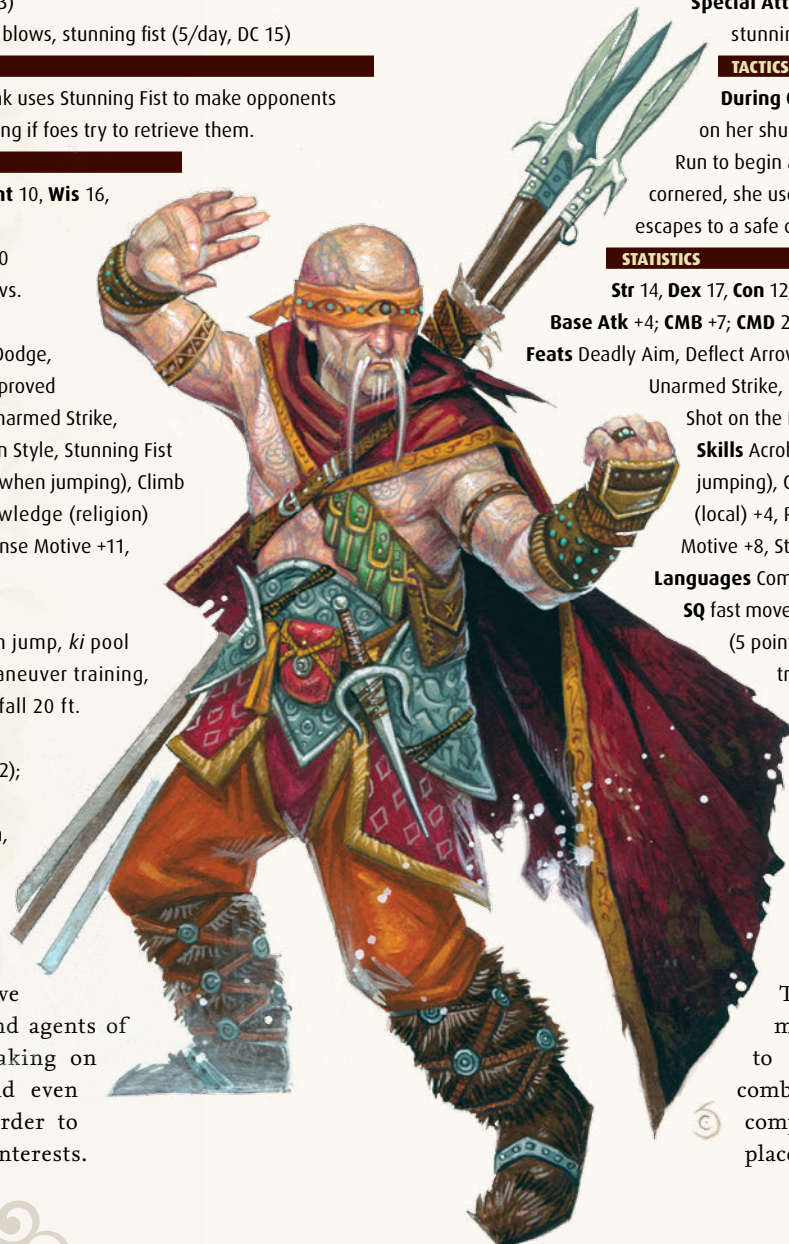 3)
blows, stunning fist (5/day, DC 15)
nk uses Stunning Fist to make opponents
ng if foes try to retrieve them.
nt 10, Wis 16,
0
vs.
Dodge,
proved
narmed Strike,
n Style, Stunning Fist
when jumping), Climb
wledge (religion)
nse Motive +11,
h jump, ki pool
aneuver training,
fall 20 ft.
2);
ve
nd agents of
aking on
d even
rder to
nterests.
Special Att
stunnin
TACTICS
During C
on her shu
Run to begin a
cornered, she use
escapes to a safe d
STATISTICS
Str 14, Dex 17, Con 12,
Base Atk +4; CMB +7; CMD 2
Feats Deadly Aim, Deflect Arrow
Unarmed Strike,
Shot on the
Skills Acrob
jumping), C
(local) +4, P
Motive +8, St
Languages Com
SQ fast move
(5 point
tr
T
m
to
comb
comp
place